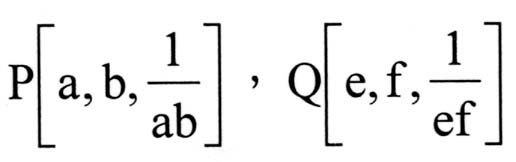 P[a, b, 1/ab]，Q[e, f, 1/ef]